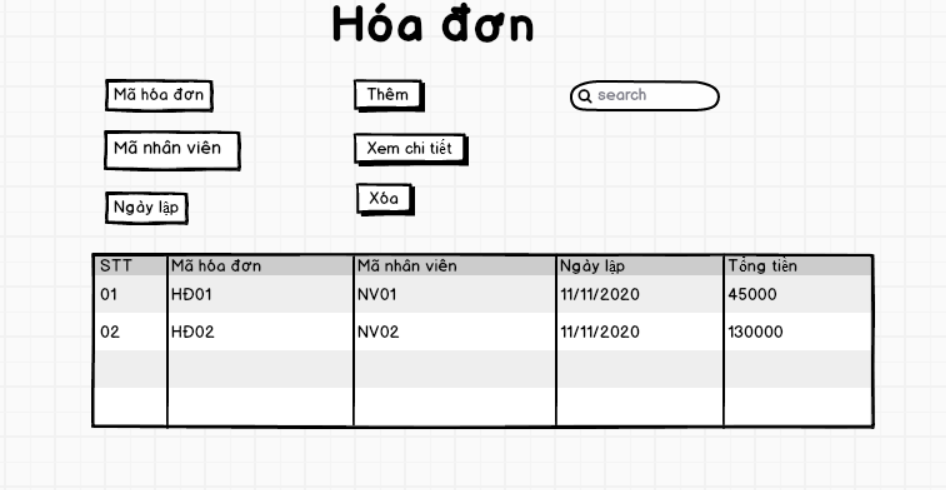 Hóa đơn
Mã hóa đơn
Thêm
search
Mã nhân viên
Xem chi tiết
Ngày lập
Xóa
STT Mã hóa đơn Mã nhân viên Ngày lập Tổng tiền
01 HĐ01 NV01 11/11/2020 45000
02 HĐ02 NV02 11/11/2020 130000